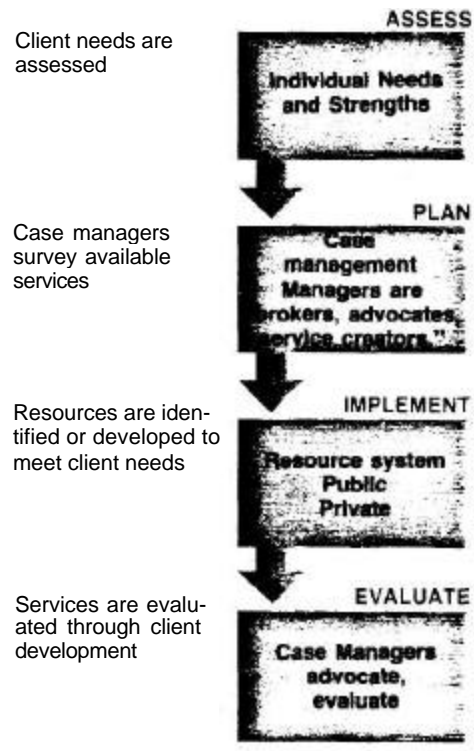 ASSESS
Client needs are
assessed
Individual Needs
and Strengths
PLAN
Case managers
survey available
services
Case
management
Managers are
brokers, advocates,
service creators."
IMPLEMENT
Resources are iden-
tified or developed to
meet client needs
Resource system
Public
Private
EVALUATE
Services are evalu-
ated through client
development
Case Managers
advocate,
evaluate